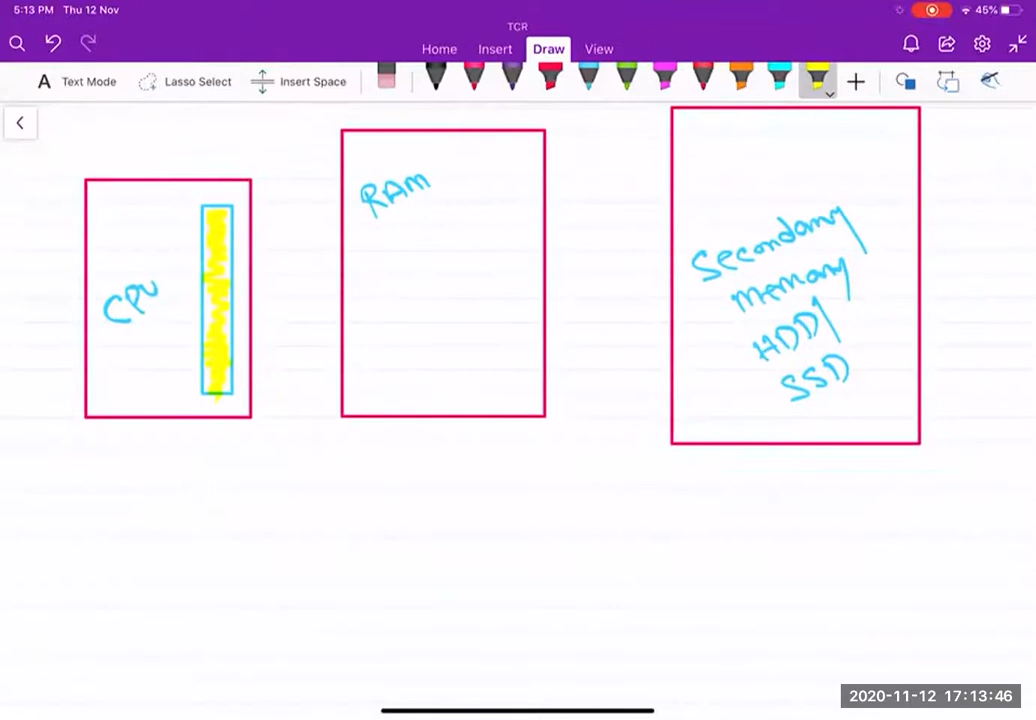 5:13 PM Thu 12 Nov
45%
TCR
Home Insert Draw View
A Text Mode Lasso Select Insert Space
RAM
CPU
Secondary
memory
HDD/
SSD
2020-11-12 17:13:46